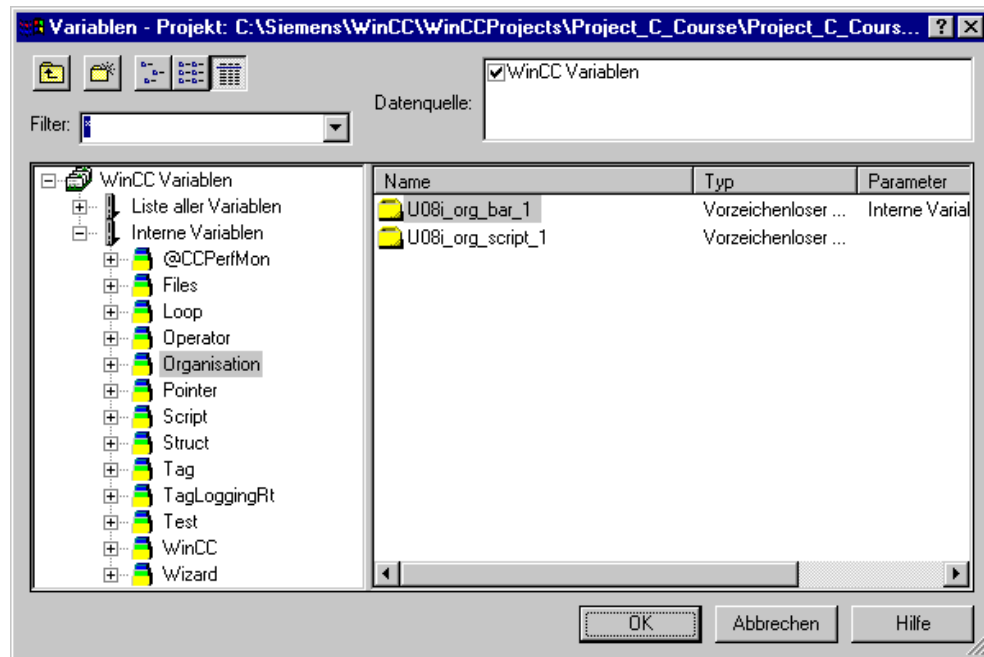 Variablen - Projekt: C:\Siemens\WinCC\WinCCProjects\Project_C_Course\Project_C_Cours...
WinCC Variablen
Datenquelle:
Filter: *
WinCC Variablen
Liste aller Variablen
Interne Variablen
@CCPerfMon
Files
Loop
Operator
Organisation
Pointer
Script
Struct
Tag
TagLoggingRt
Test
WinCC
Wizard
Name Typ Parameter
U08i_org_bar_1 Vorzeichenloser ... Interne Varial
U08i_org_script_1 Vorzeichenloser ...
OK Abbrechen Hilfe